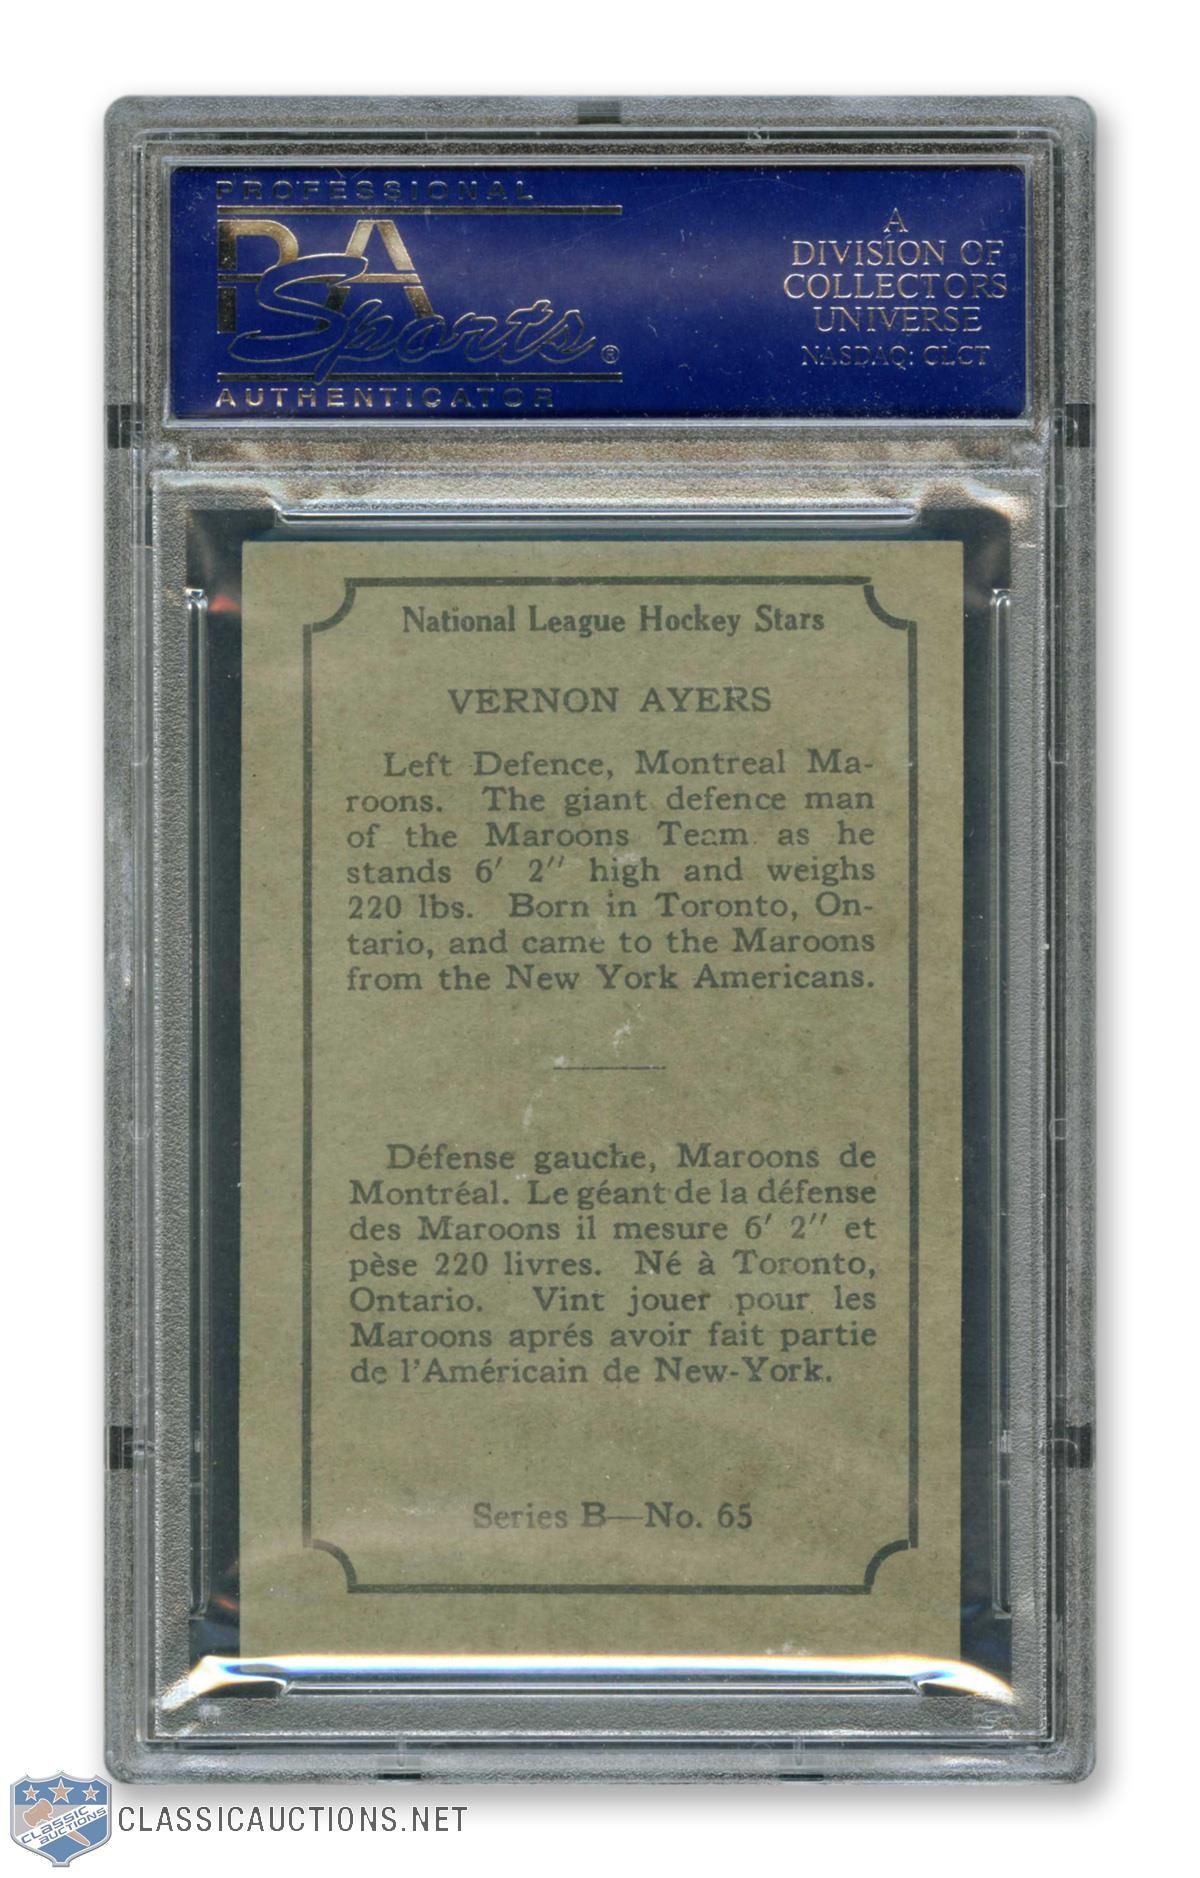 PROFESSIONAL
PSA
Sports®
AUTHENTICATOR
A
DIVISION OF
COLLECTORS
UNIVERSE
NASDAQ: CLCT
National League Hockey Stars
VERNON AYERS
Left Defence, Montreal Ma-
roons. The giant defence man
of the Maroons Team as he
stands 6' 2" high and weighs
220 lbs. Born in Toronto, On-
tario, and came to the Maroons
from the New York Americans.
Défense gauche, Maroons de
Montréal. Le géant de la défense
des Maroons il mesure 6' 2" et
pèse 220 livres. Né à Toronto,
Ontario. Vint jouer pour les
Maroons aprés avoir fait partie
de l'Américain de New-York.
Series B—No. 65
CLASSIC
AUCTIONS
CLASSICAUCTIONS.NET